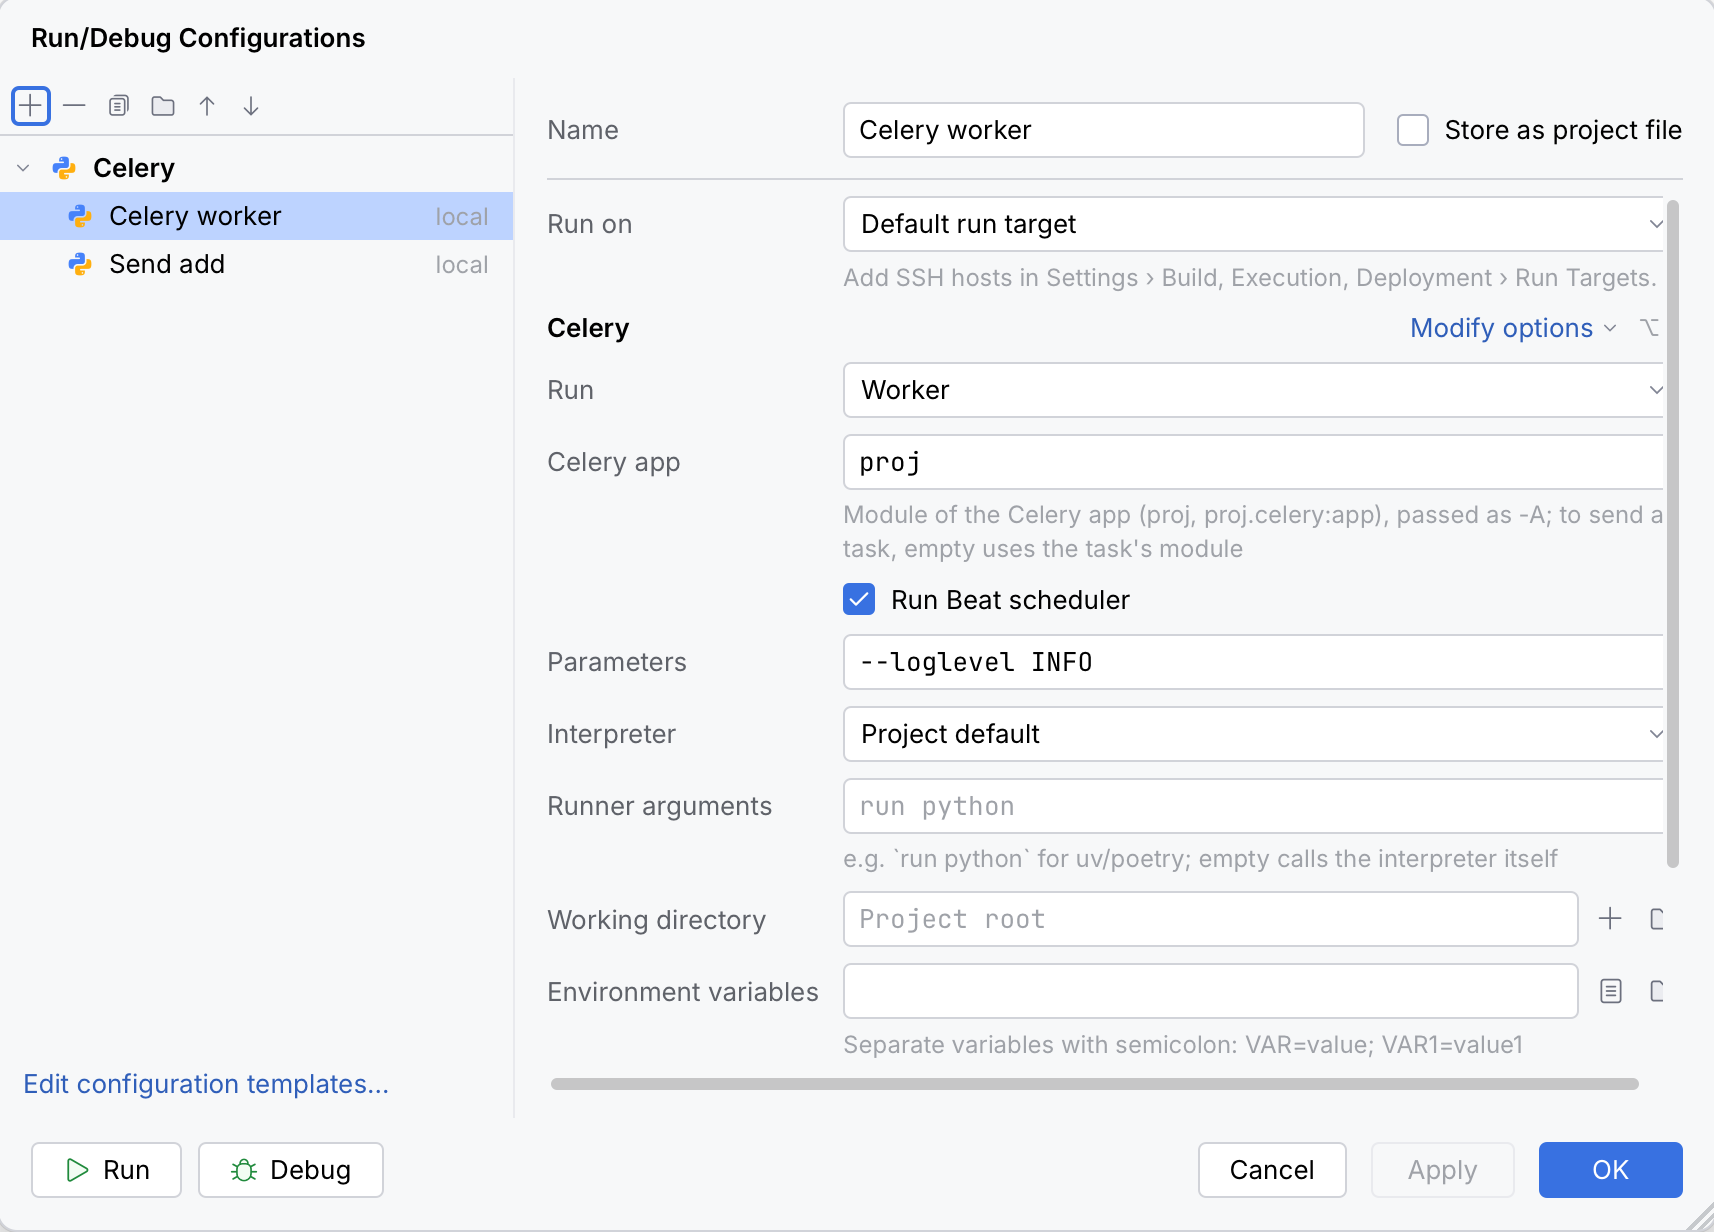 Run/Debug Configurations
Celery
Celery worker local
Send add local
Edit configuration templates...
Name Celery worker Store as project file
Run on Default run target
Add SSH hosts in Settings › Build, Execution, Deployment › Run Targets.
Celery Modify options ⌥
Run Worker
Celery app proj
Module of the Celery app (proj, proj.celery:app), passed as -A; to send a
task, empty uses the task's module
Run Beat scheduler
Parameters --loglevel INFO
Interpreter Project default
Runner arguments run python
e.g. `run python` for uv/poetry; empty calls the interpreter itself
Working directory Project root
Environment variables
Separate variables with semicolon: VAR=value; VAR1=value1
Run Debug Cancel Apply OK